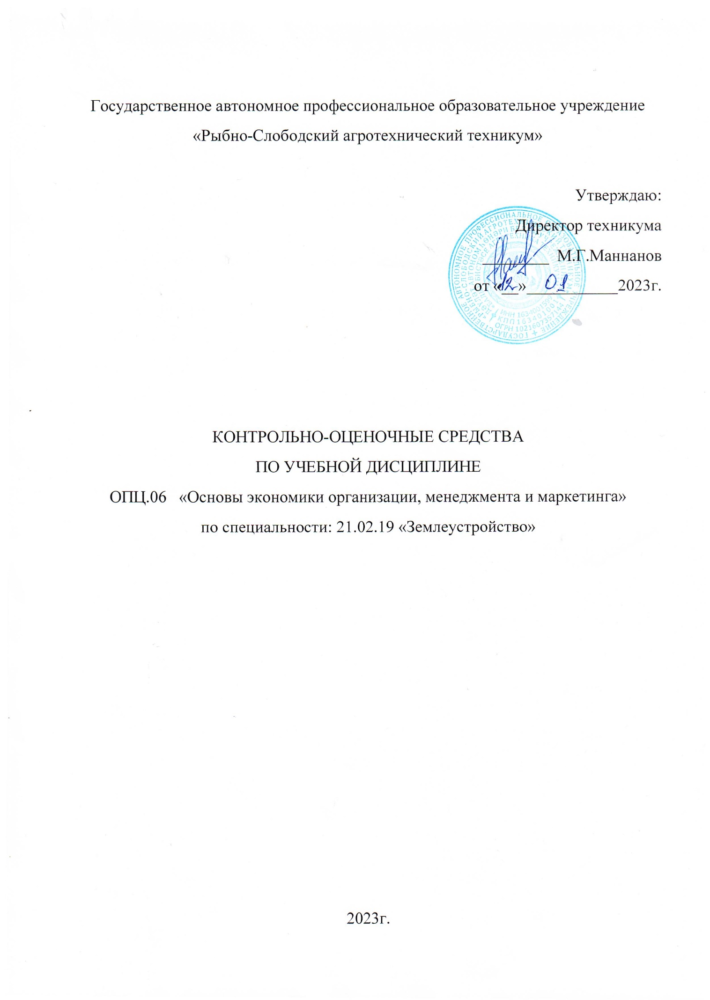 Государственное автономное профессиональное образовательное учреждение
«Рыбно-Слободский агротехнический техникум»
Утверждаю:
Директор техникума
М.Г.Маннанов
от «12» 01 2023г.
ИНН 1634001599
КПП 163401001
ОГРН 1021607357144
КОНТРОЛЬНО-ОЦЕНОЧНЫЕ СРЕДСТВА
ПО УЧЕБНОЙ ДИСЦИПЛИНЕ
ОПЦ.06 «Основы экономики организации, менеджмента и маркетинга»
по специальности: 21.02.19 «Землеустройство»
2023г.